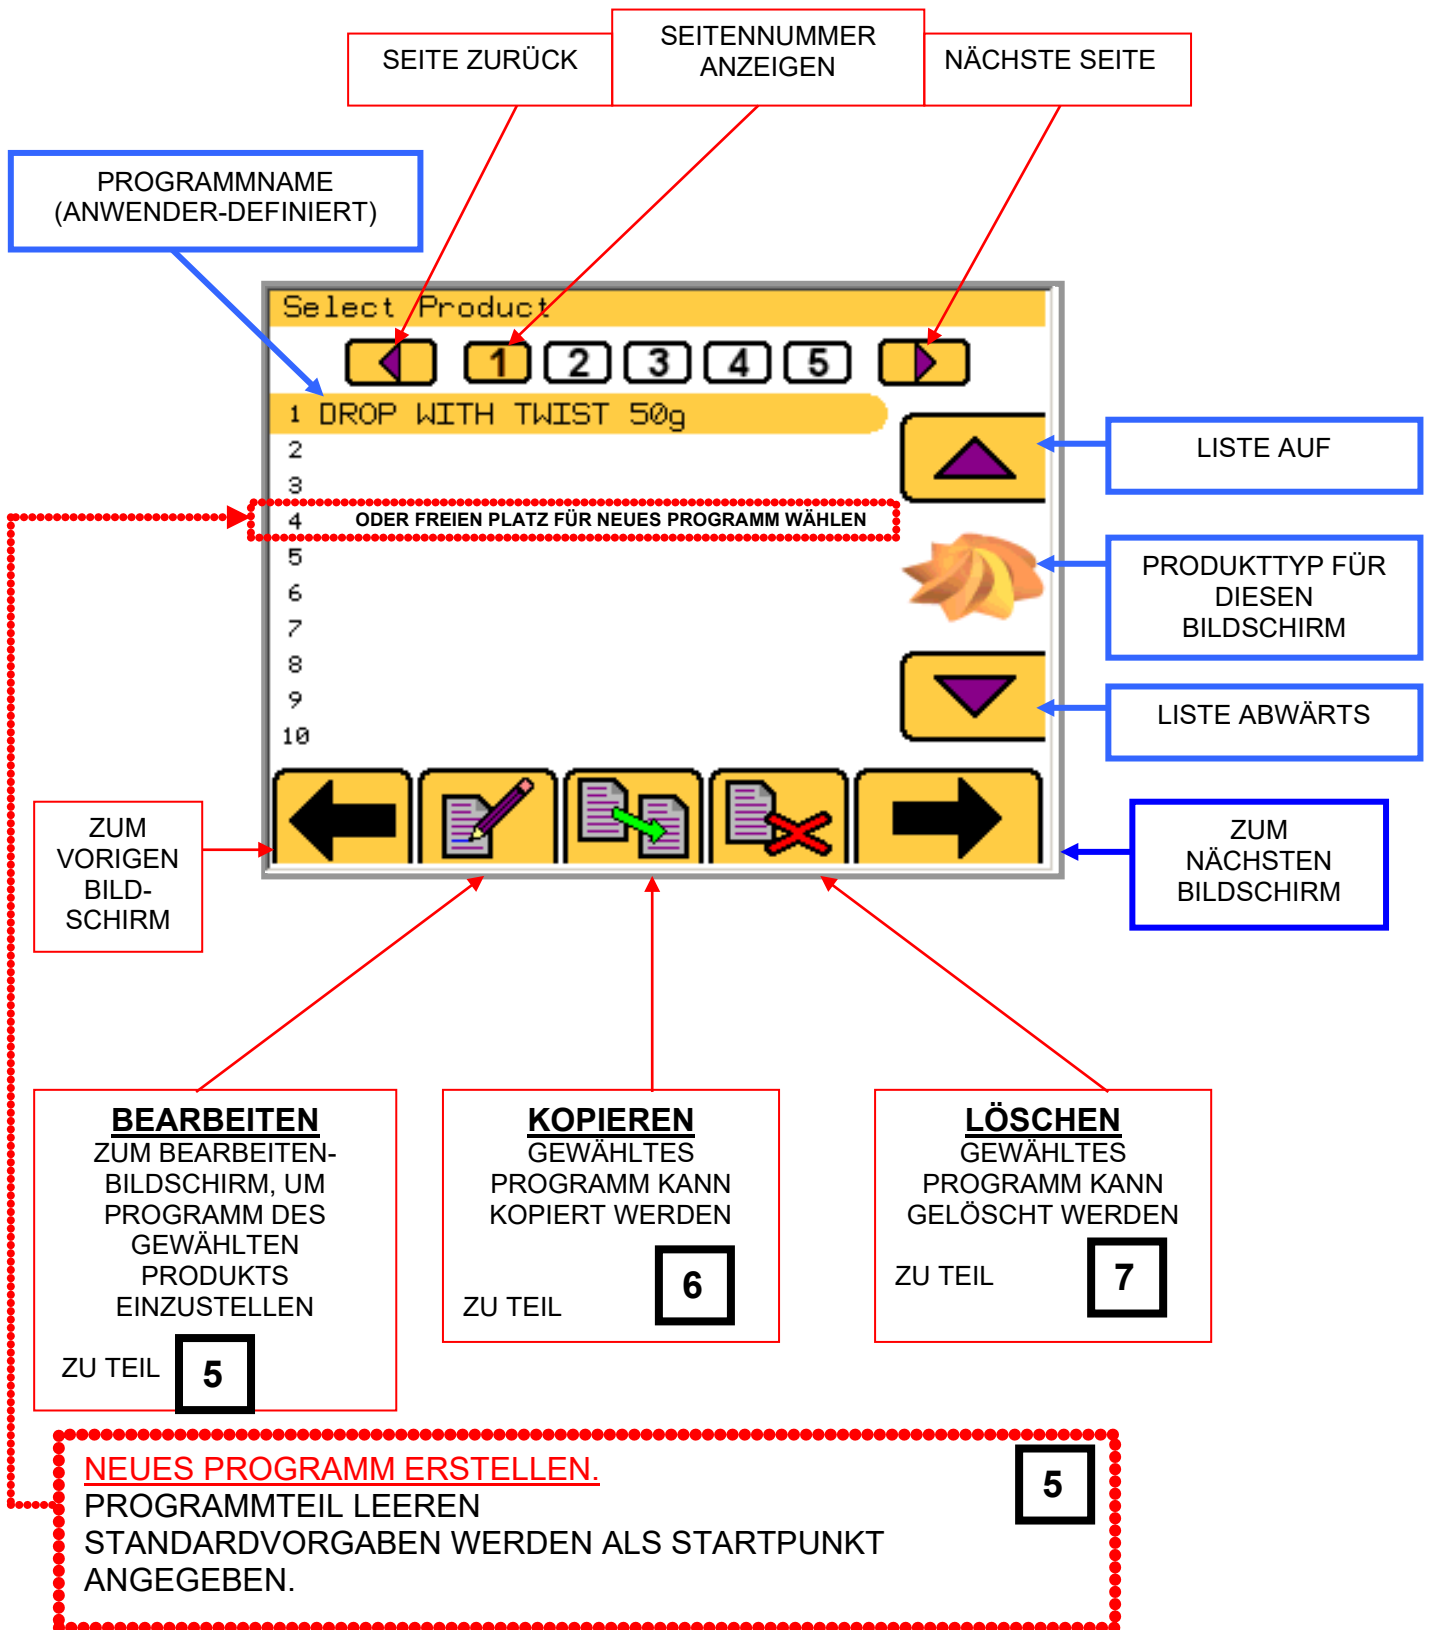 SEITE ZURÜCK
SEITENNUMMER
ANZEIGEN
NÄCHSTE SEITE
PROGRAMMNAME
(ANWENDER-DEFINIERT)
Select Product
1 2 3 4 5
1 DROP WITH TWIST 50g
2
3
4 ODER FREIEN PLATZ FÜR NEUES PROGRAMM WÄHLEN
5
6
7
8
9
10
LISTE AUF
PRODUKTTYP FÜR
DIESEN
BILDSCHIRM
LISTE ABWÄRTS
ZUM
VORIGEN
BILD-
SCHIRM
ZUM
NÄCHSTEN
BILDSCHIRM
BEARBEITEN
ZUM BEARBEITEN-
BILDSCHIRM, UM
PROGRAMM DES
GEWÄHLTEN
PRODUKTS
EINZUSTELLEN
ZU TEIL 5
KOPIEREN
GEWÄHLTES
PROGRAMM KANN
KOPIERT WERDEN
ZU TEIL 6
LÖSCHEN
GEWÄHLTES
PROGRAMM KANN
GELÖSCHT WERDEN
ZU TEIL 7
NEUES PROGRAMM ERSTELLEN. 5
PROGRAMMTEIL LEEREN
STANDARDVORGABEN WERDEN ALS STARTPUNKT
ANGEGEBEN.